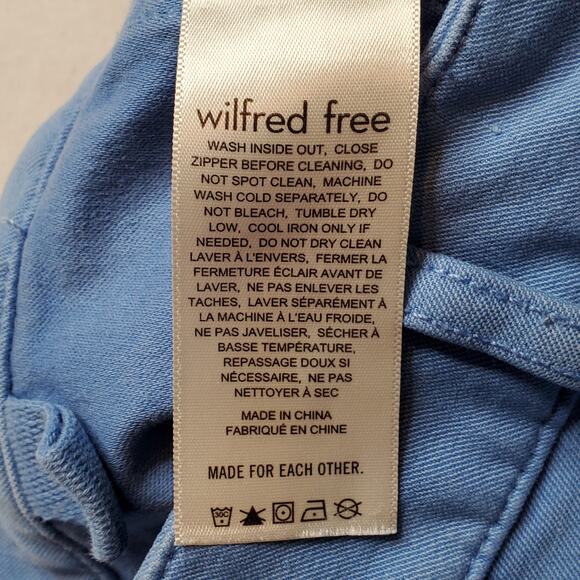 wilfred free
WASH INSIDE OUT, CLOSE
ZIPPER BEFORE CLEANING, DO
NOT SPOT CLEAN, MACHINE
WASH COLD SEPARATELY, DO
NOT BLEACH, TUMBLE DRY
LOW, COOL IRON ONLY IF
NEEDED, DO NOT DRY CLEAN
LAVER À L'ENVERS, FERMER LA
FERMETURE ÉCLAIR AVANT DE
LAVER, NE PAS ENLEVER LES
TACHES, LAVER SÉPARÉMENT À
LA MACHINE À L'EAU FROIDE,
NE PAS JAVELISER, SÉCHER À
BASSE TEMPÉRATURE,
REPASSAGE DOUX SI
NÉCESSAIRE, NE PAS
NETTOYER À SEC
MADE IN CHINA
FABRIQUÉ EN CHINE
MADE FOR EACH OTHER.
30C